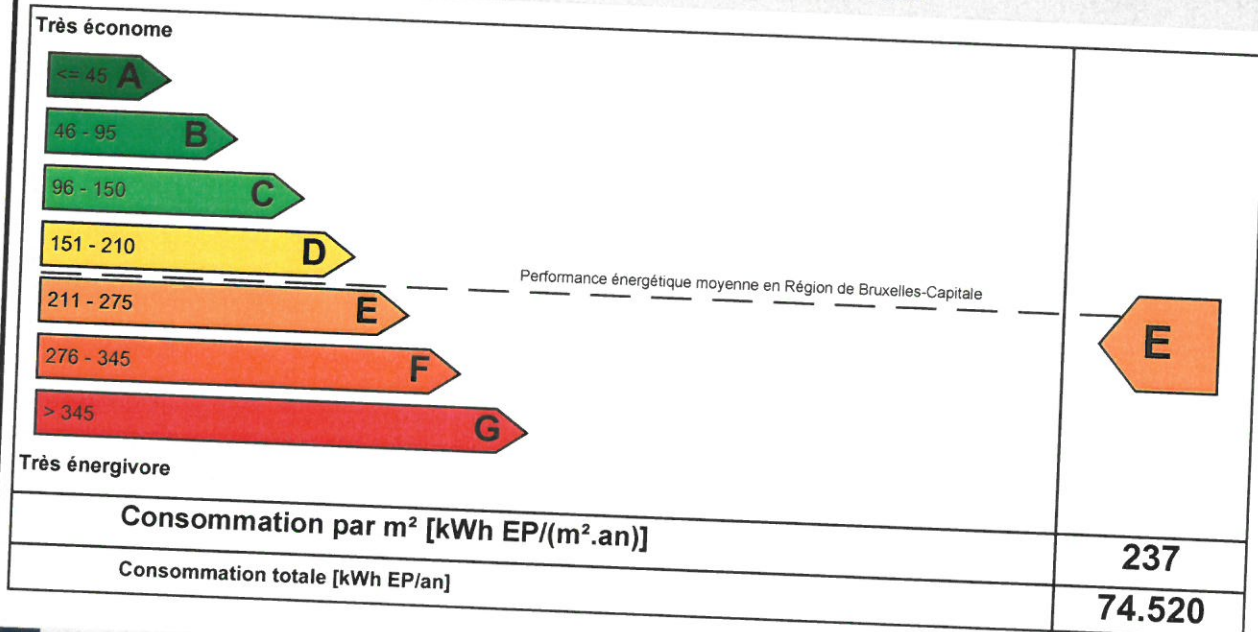 Très économe
<= 45 A
46 - 95 B
96 - 150 C
151 - 210 D
Performance énergétique moyenne en Région de Bruxelles-Capitale
211 - 275 E
E
276 - 345 F
> 345 G
Très énergivore
Consommation par m² [kWh EP/(m².an)] 237
Consommation totale [kWh EP/an] 74.520